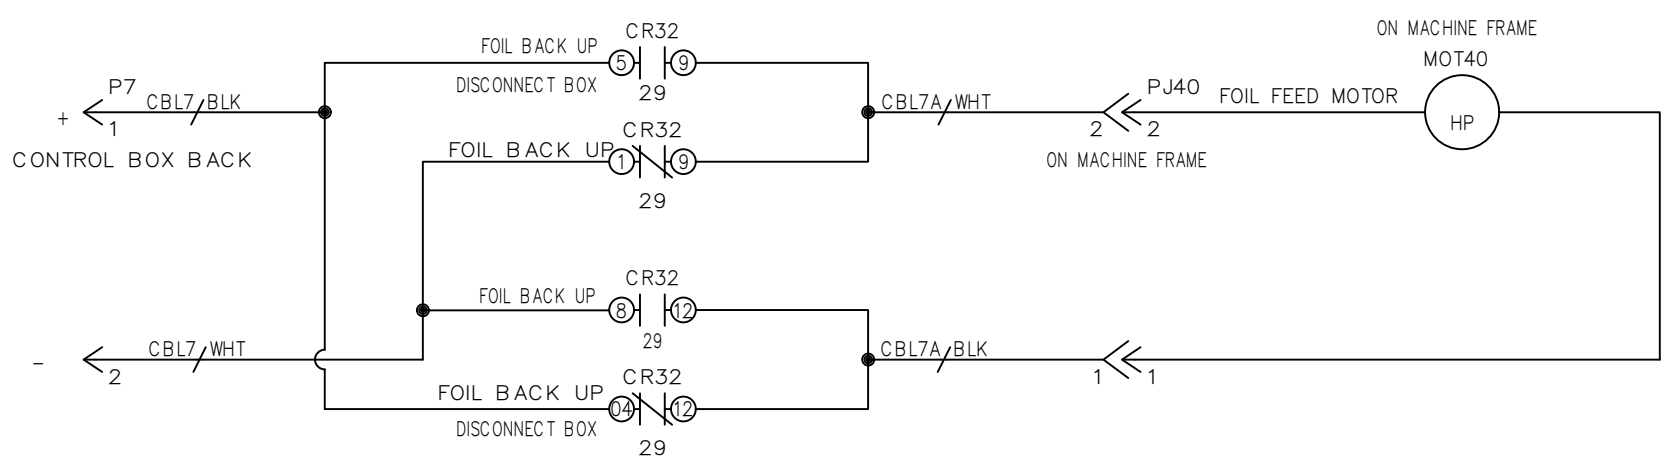 ON MACHINE FRAME
MOT40
HP
CR32
FOIL BACK UP
5
9
DISCONNECT BOX
29
P7
+
1
CBL7/BLK
CONTROL BOX BACK
CBL7A/WHT
PJ40
2
2
FOIL FEED MOTOR
ON MACHINE FRAME
CR32
FOIL BACK UP
1
9
29
CR32
FOIL BACK UP
8
12
29
-
2
CBL7/WHT
CBL7A/BLK
1
1
CR32
FOIL BACK UP
04
12
DISCONNECT BOX
29